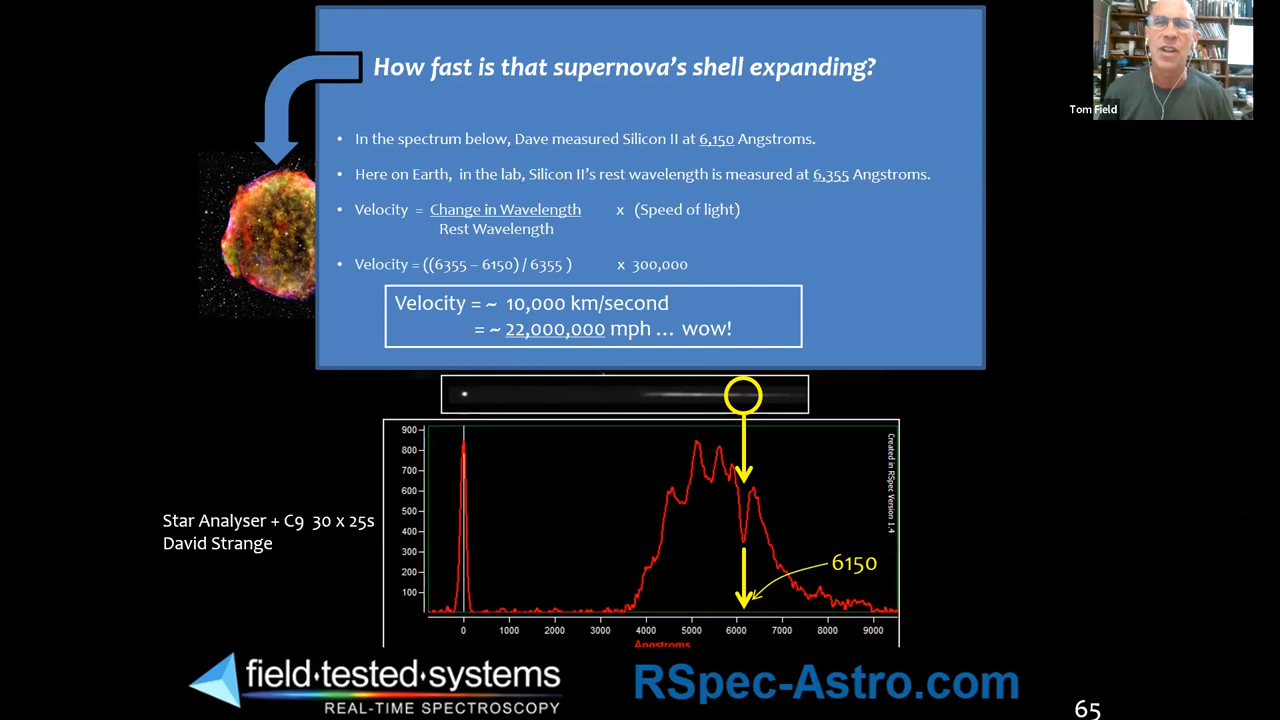 How fast is that supernova's shell expanding?
Tom Field
• In the spectrum below, Dave measured Silicon II at 6,150 Angstroms.
• Here on Earth, in the lab, Silicon II's rest wavelength is measured at 6,355 Angstroms.
• Velocity = Change in Wavelength x (Speed of light)
Rest Wavelength
• Velocity = ((6355 – 6150) / 6355 ) x 300,000
Velocity = ~ 10,000 km/second
= ~ 22,000,000 mph ... wow!
900
800
700
600
500
400
300
200
100
Created in RSpec Version 1.4
6150
Star Analyser + C9 30 x 25s
David Strange
0 1000 2000 3000 4000 5000 6000 7000 8000 9000
Angstroms
field·tested·systems
REAL-TIME SPECTROSCOPY
RSpec-Astro.com
65